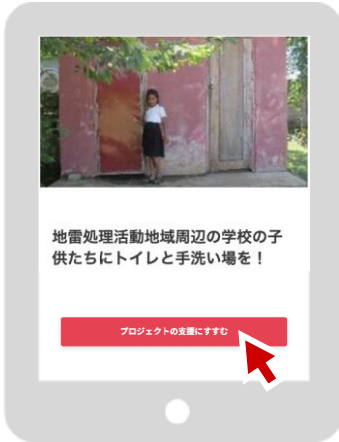 地雷処理活動地域周辺の学校の子
供たちにトイレと手洗い場を！
プロジェクトの支援にすすむ